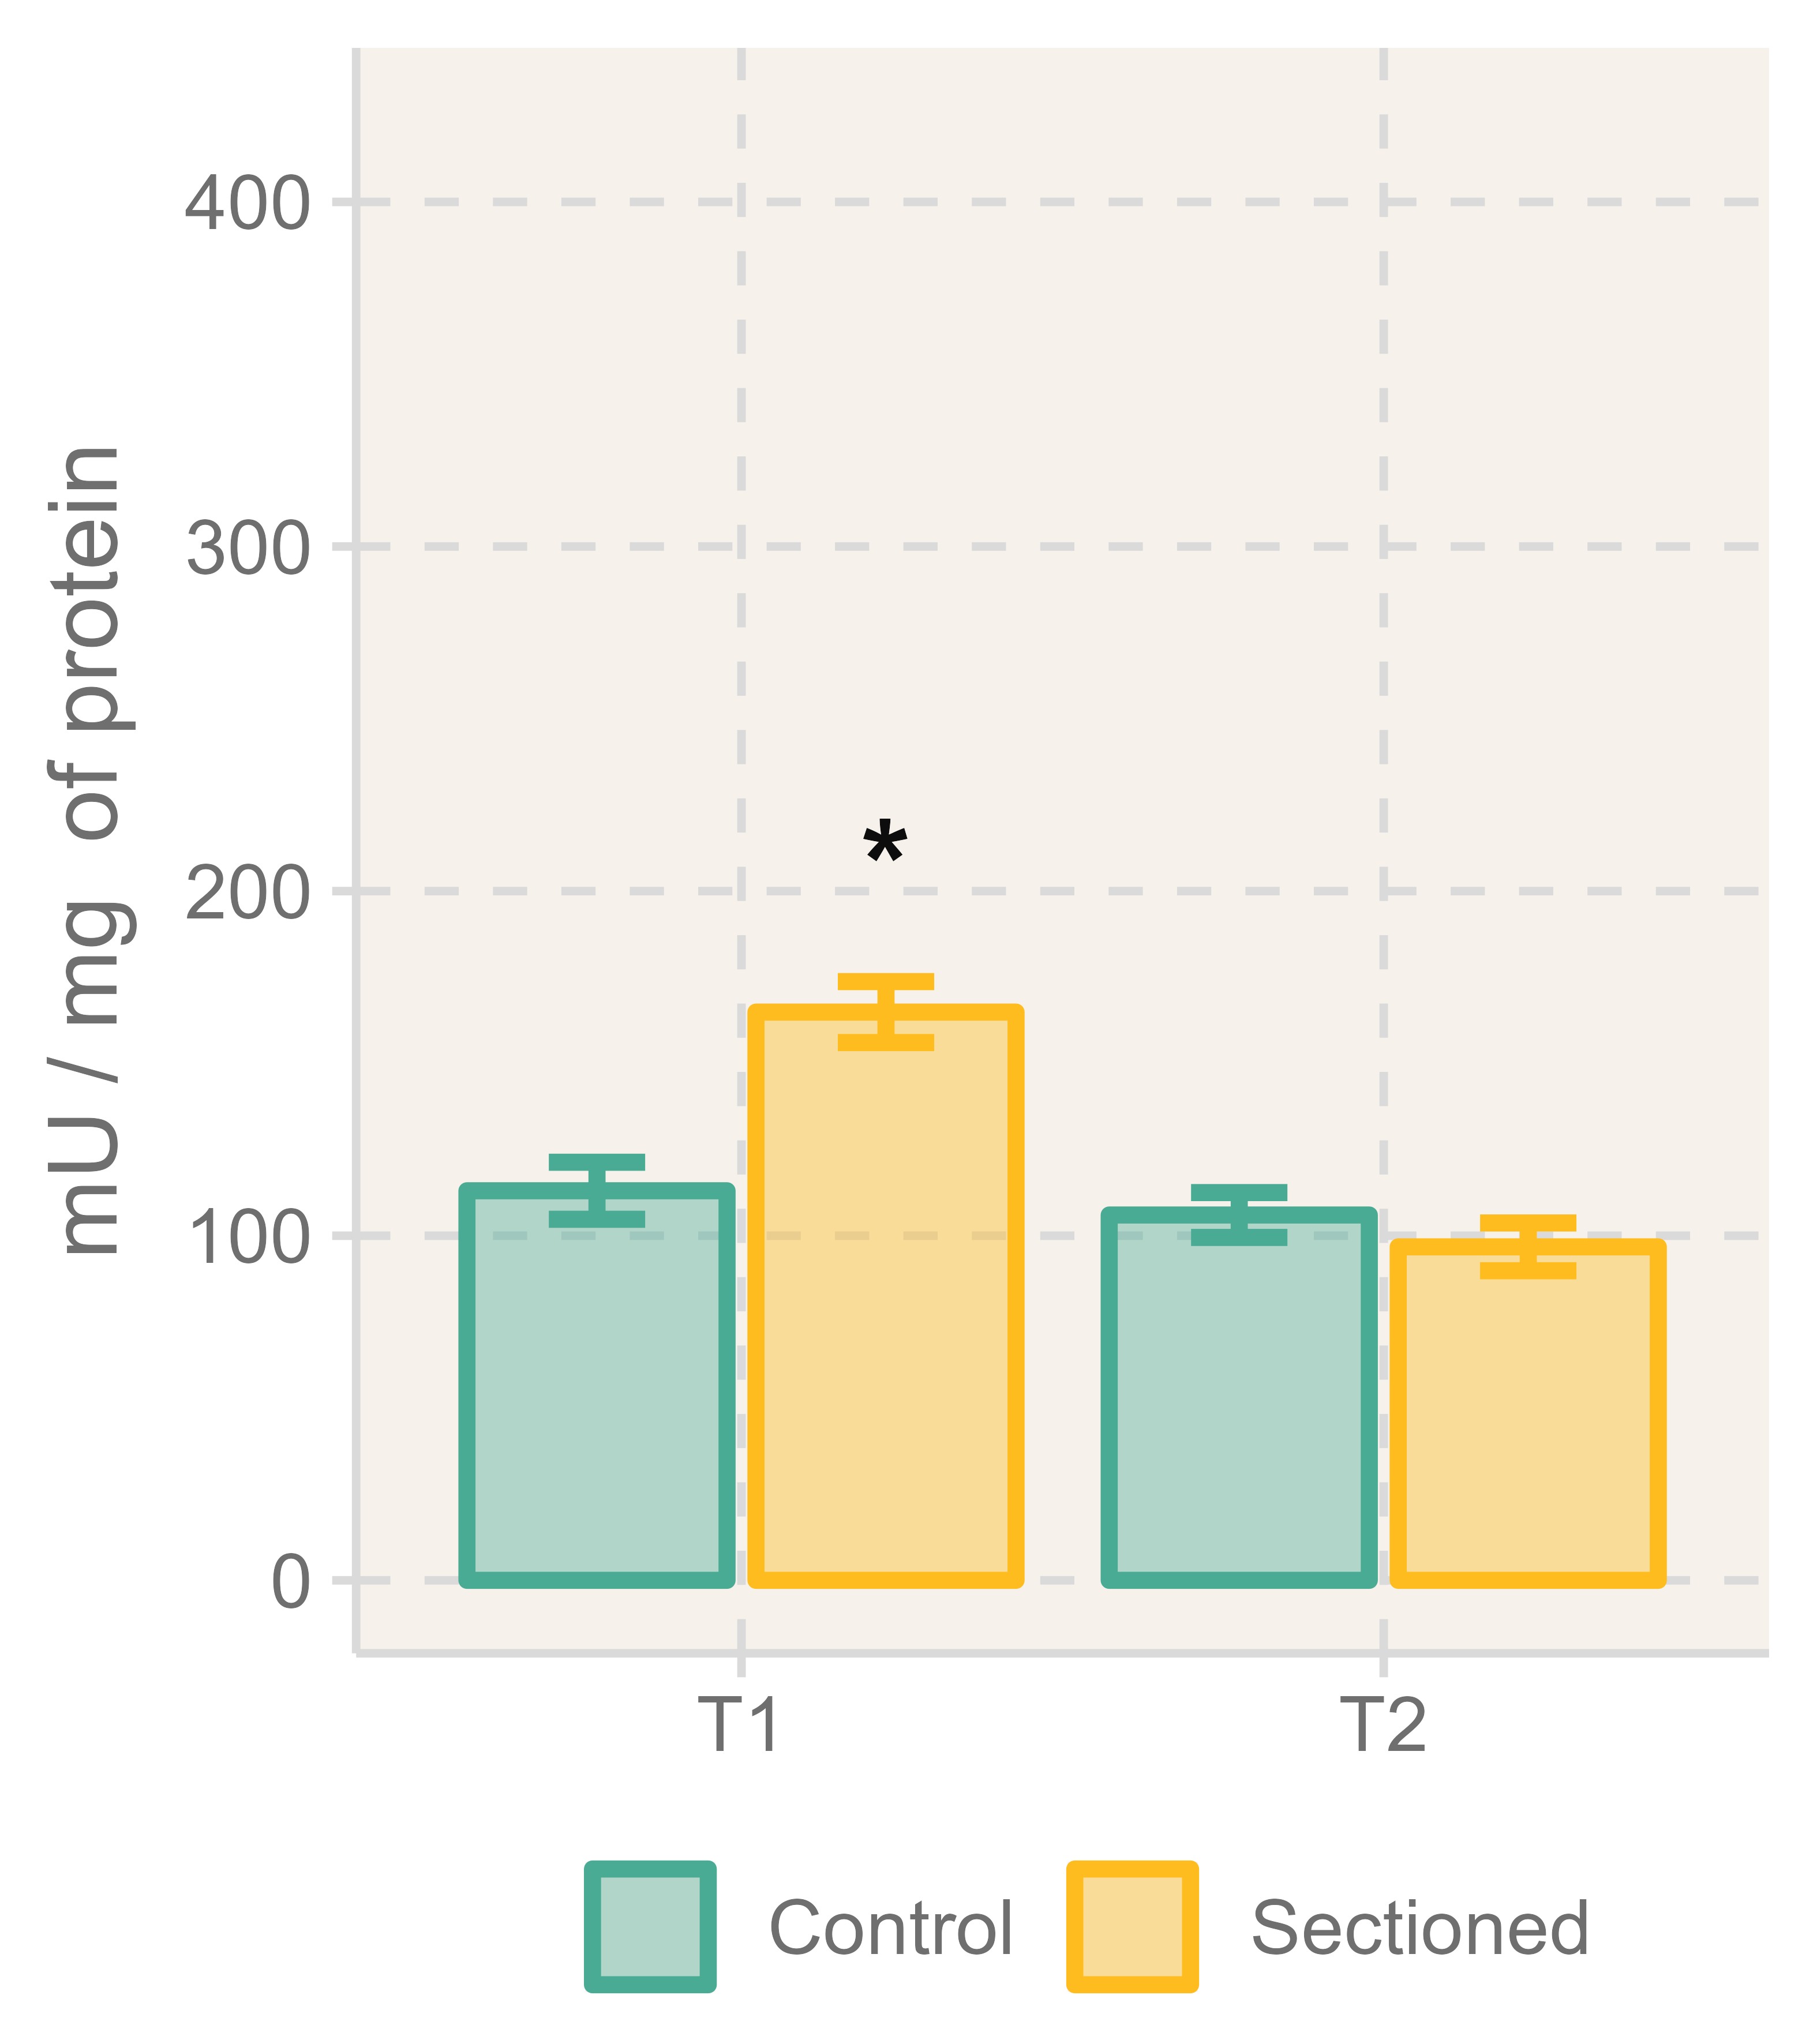 mU / mg of protein
400
300
200
100
0
*
T1 T2
Control Sectioned